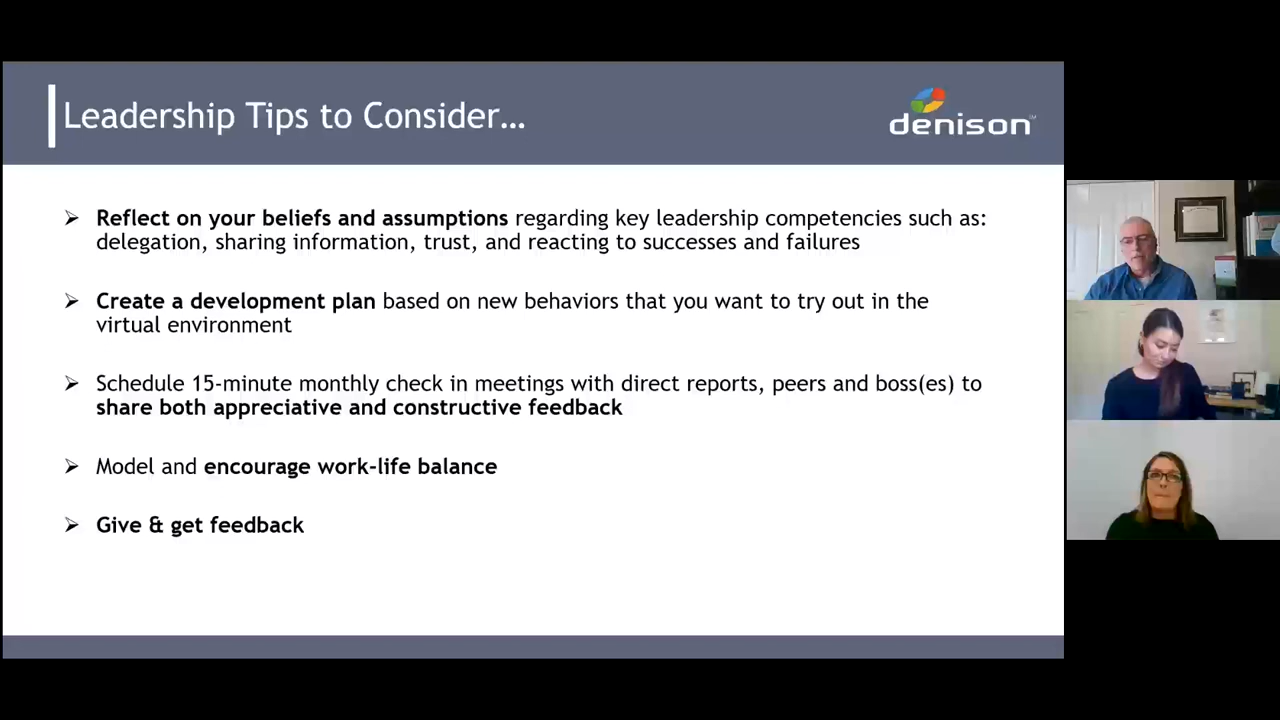 Leadership Tips to Consider…
denison™
➢ Reflect on your beliefs and assumptions regarding key leadership competencies such as:
delegation, sharing information, trust, and reacting to successes and failures
➢ Create a development plan based on new behaviors that you want to try out in the
virtual environment
➢ Schedule 15-minute monthly check in meetings with direct reports, peers and boss(es) to
share both appreciative and constructive feedback
➢ Model and encourage work-life balance
➢ Give & get feedback